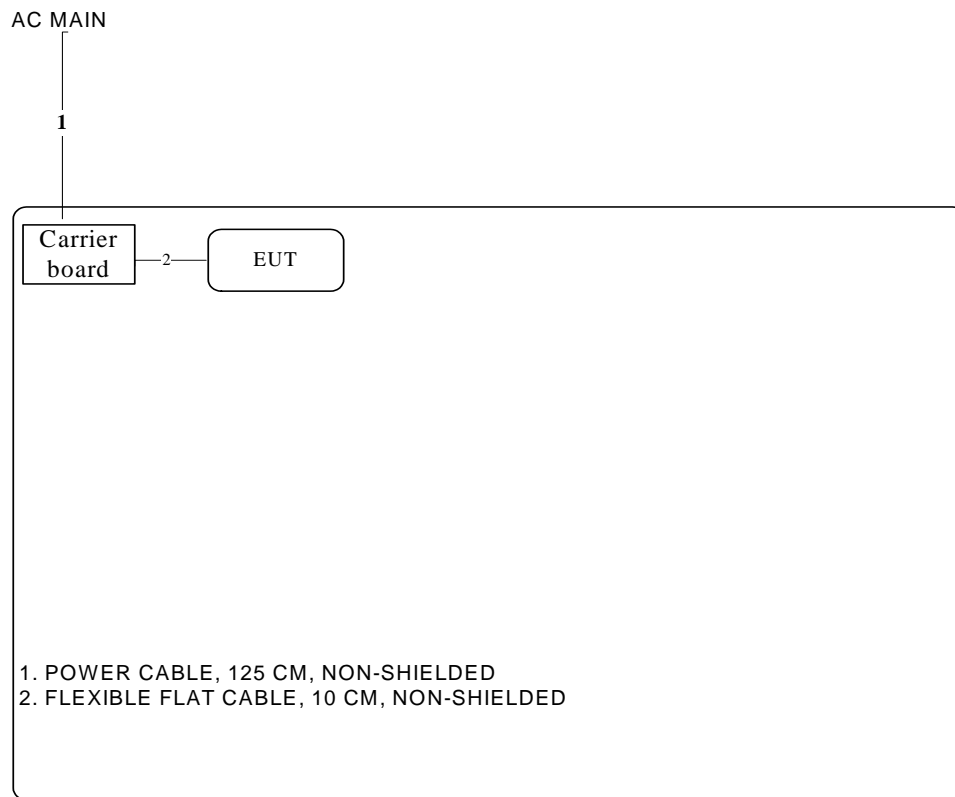 AC MAIN
1
Carrier
board
2
EUT
1. POWER CABLE, 125 CM, NON-SHIELDED
2. FLEXIBLE FLAT CABLE, 10 CM, NON-SHIELDED